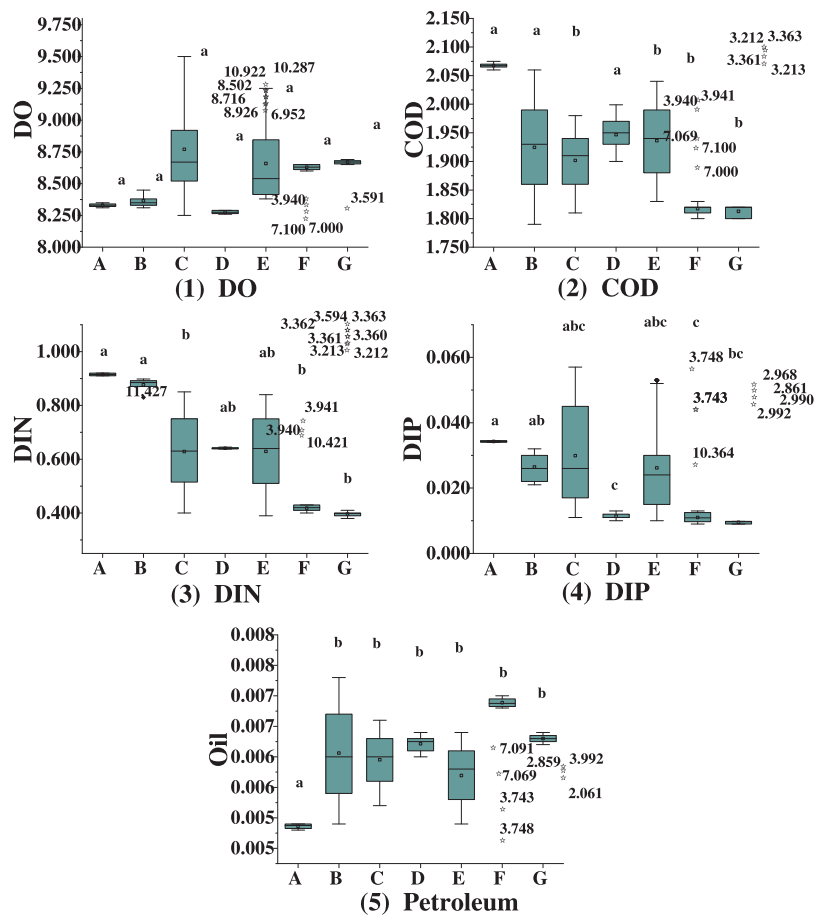 9.750
9.500
9.250
9.000
8.750
8.500
8.250
8.000
DO
a
a
a
a
a
a
a
10.922
10.287
8.502
8.716
8.926
6.952
3.940
7.100
7.000
3.591
A B C D E F G
(1) DO
2.150
2.100
2.050
2.000
1.950
1.900
1.850
1.800
1.750
COD
a
a
b
a
b
b
b
3.212
3.363
3.361
3.213
3.940
3.941
7.069
7.100
7.000
A B C D E F G
(2) COD
1.000
0.800
0.600
0.400
DIN
a
a
b
ab
ab
b
b
11.427
3.594
3.363
3.362
3.361
3.360
3.213
3.212
3.941
3.940
10.421
A B C D E F G
(3) DIN
0.060
0.040
0.020
0.000
DIP
a
ab
abc
c
abc
c
bc
3.748
3.743
10.364
2.968
2.861
2.990
2.992
A B C D E F G
(4) DIP
0.008
0.008
0.007
0.007
0.006
0.006
0.005
0.005
Oil
a
b
b
b
b
b
b
7.091
7.069
3.743
3.748
2.859
3.992
2.061
A B C D E F G
(5) Petroleum